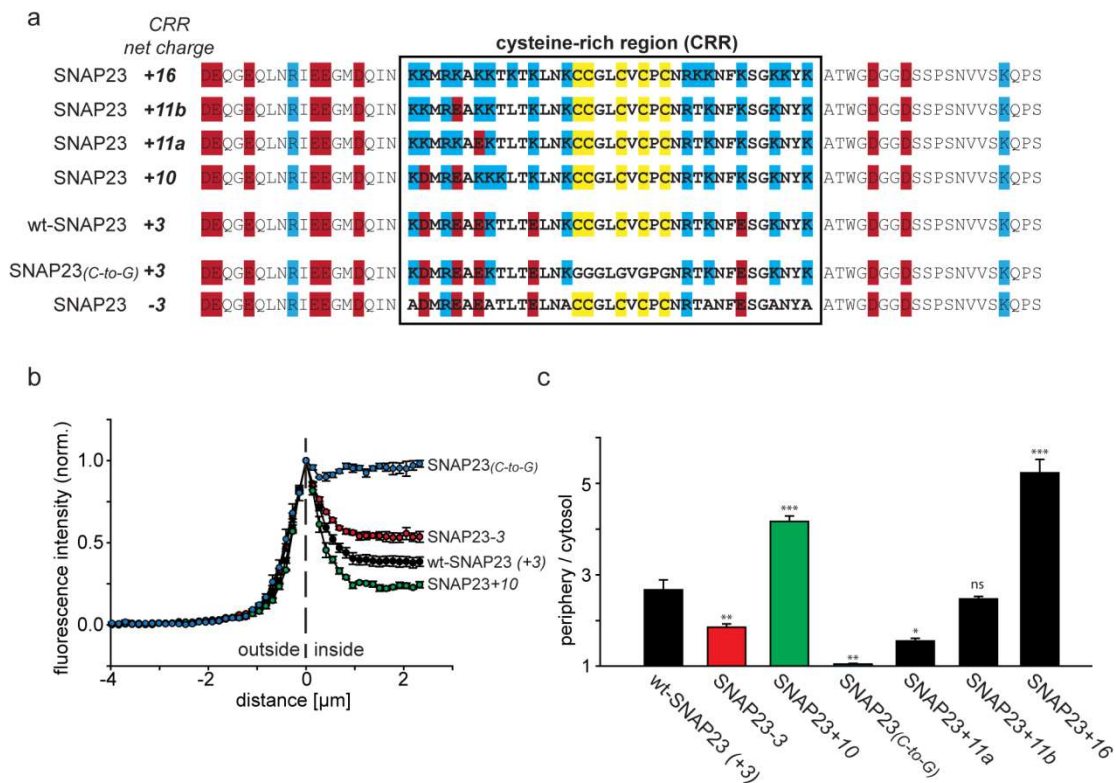 a
CRR
net charge
cysteine-rich region (CRR)
SNAP23 +16 DEQGEQLNRIEEGMDQIN KKMRKAKKTKTKLNKCCGLCVCPCNRKKNFKSGKKYK ATWGDGGDSSPSNVVSKQPS
SNAP23 +11b DEQGEQLNRIEEGMDQIN KKMREAKKTLTKLNKCCGLCVCPCNRTKNFKSGKNYK ATWGDGGDSSPSNVVSKQPS
SNAP23 +11a DEQGEQLNRIEEGMDQIN KKMRKAEKTLTKLNKCCGLCVCPCNRTKNFKSGKNYK ATWGDGGDSSPSNVVSKQPS
SNAP23 +10 DEQGEQLNRIEEGMDQIN KDMREAKKKLTKLNKCCGLCVCPCNRTKNFKSGKNYK ATWGDGGDSSPSNVVSKQPS
wt-SNAP23 +3 DEQGEQLNRIEEGMDQIN KDMREAEKTLTELNKCCGLCVCPCNRTKNFESGKNYK ATWGDGGDSSPSNVVSKQPS
SNAP23(C-to-G) +3 DEQGEQLNRIEEGMDQIN KDMREAEKTLTELNKGGGLGVGPGNRTKNFESGKNYK ATWGDGGDSSPSNVVSKQPS
SNAP23 -3 DEQGEQLNRIEEGMDQIN ADMREAEATLTELNACCGLCVCPCNRTANFESGANYA ATWGDGGDSSPSNVVSKQPS
b
fluorescence intensity (norm.)
1.0
0.5
0.0
SNAP23(C-to-G)
SNAP23-3
wt-SNAP23 (+3)
SNAP23+10
outside inside
-4 -2 0 2
distance [µm]
c
periphery / cytosol
5
3
1
** *** ** * ns ***
wt-SNAP23 (+3)
SNAP23-3
SNAP23+10
SNAP23(C-to-G)
SNAP23+11a
SNAP23+11b
SNAP23+16